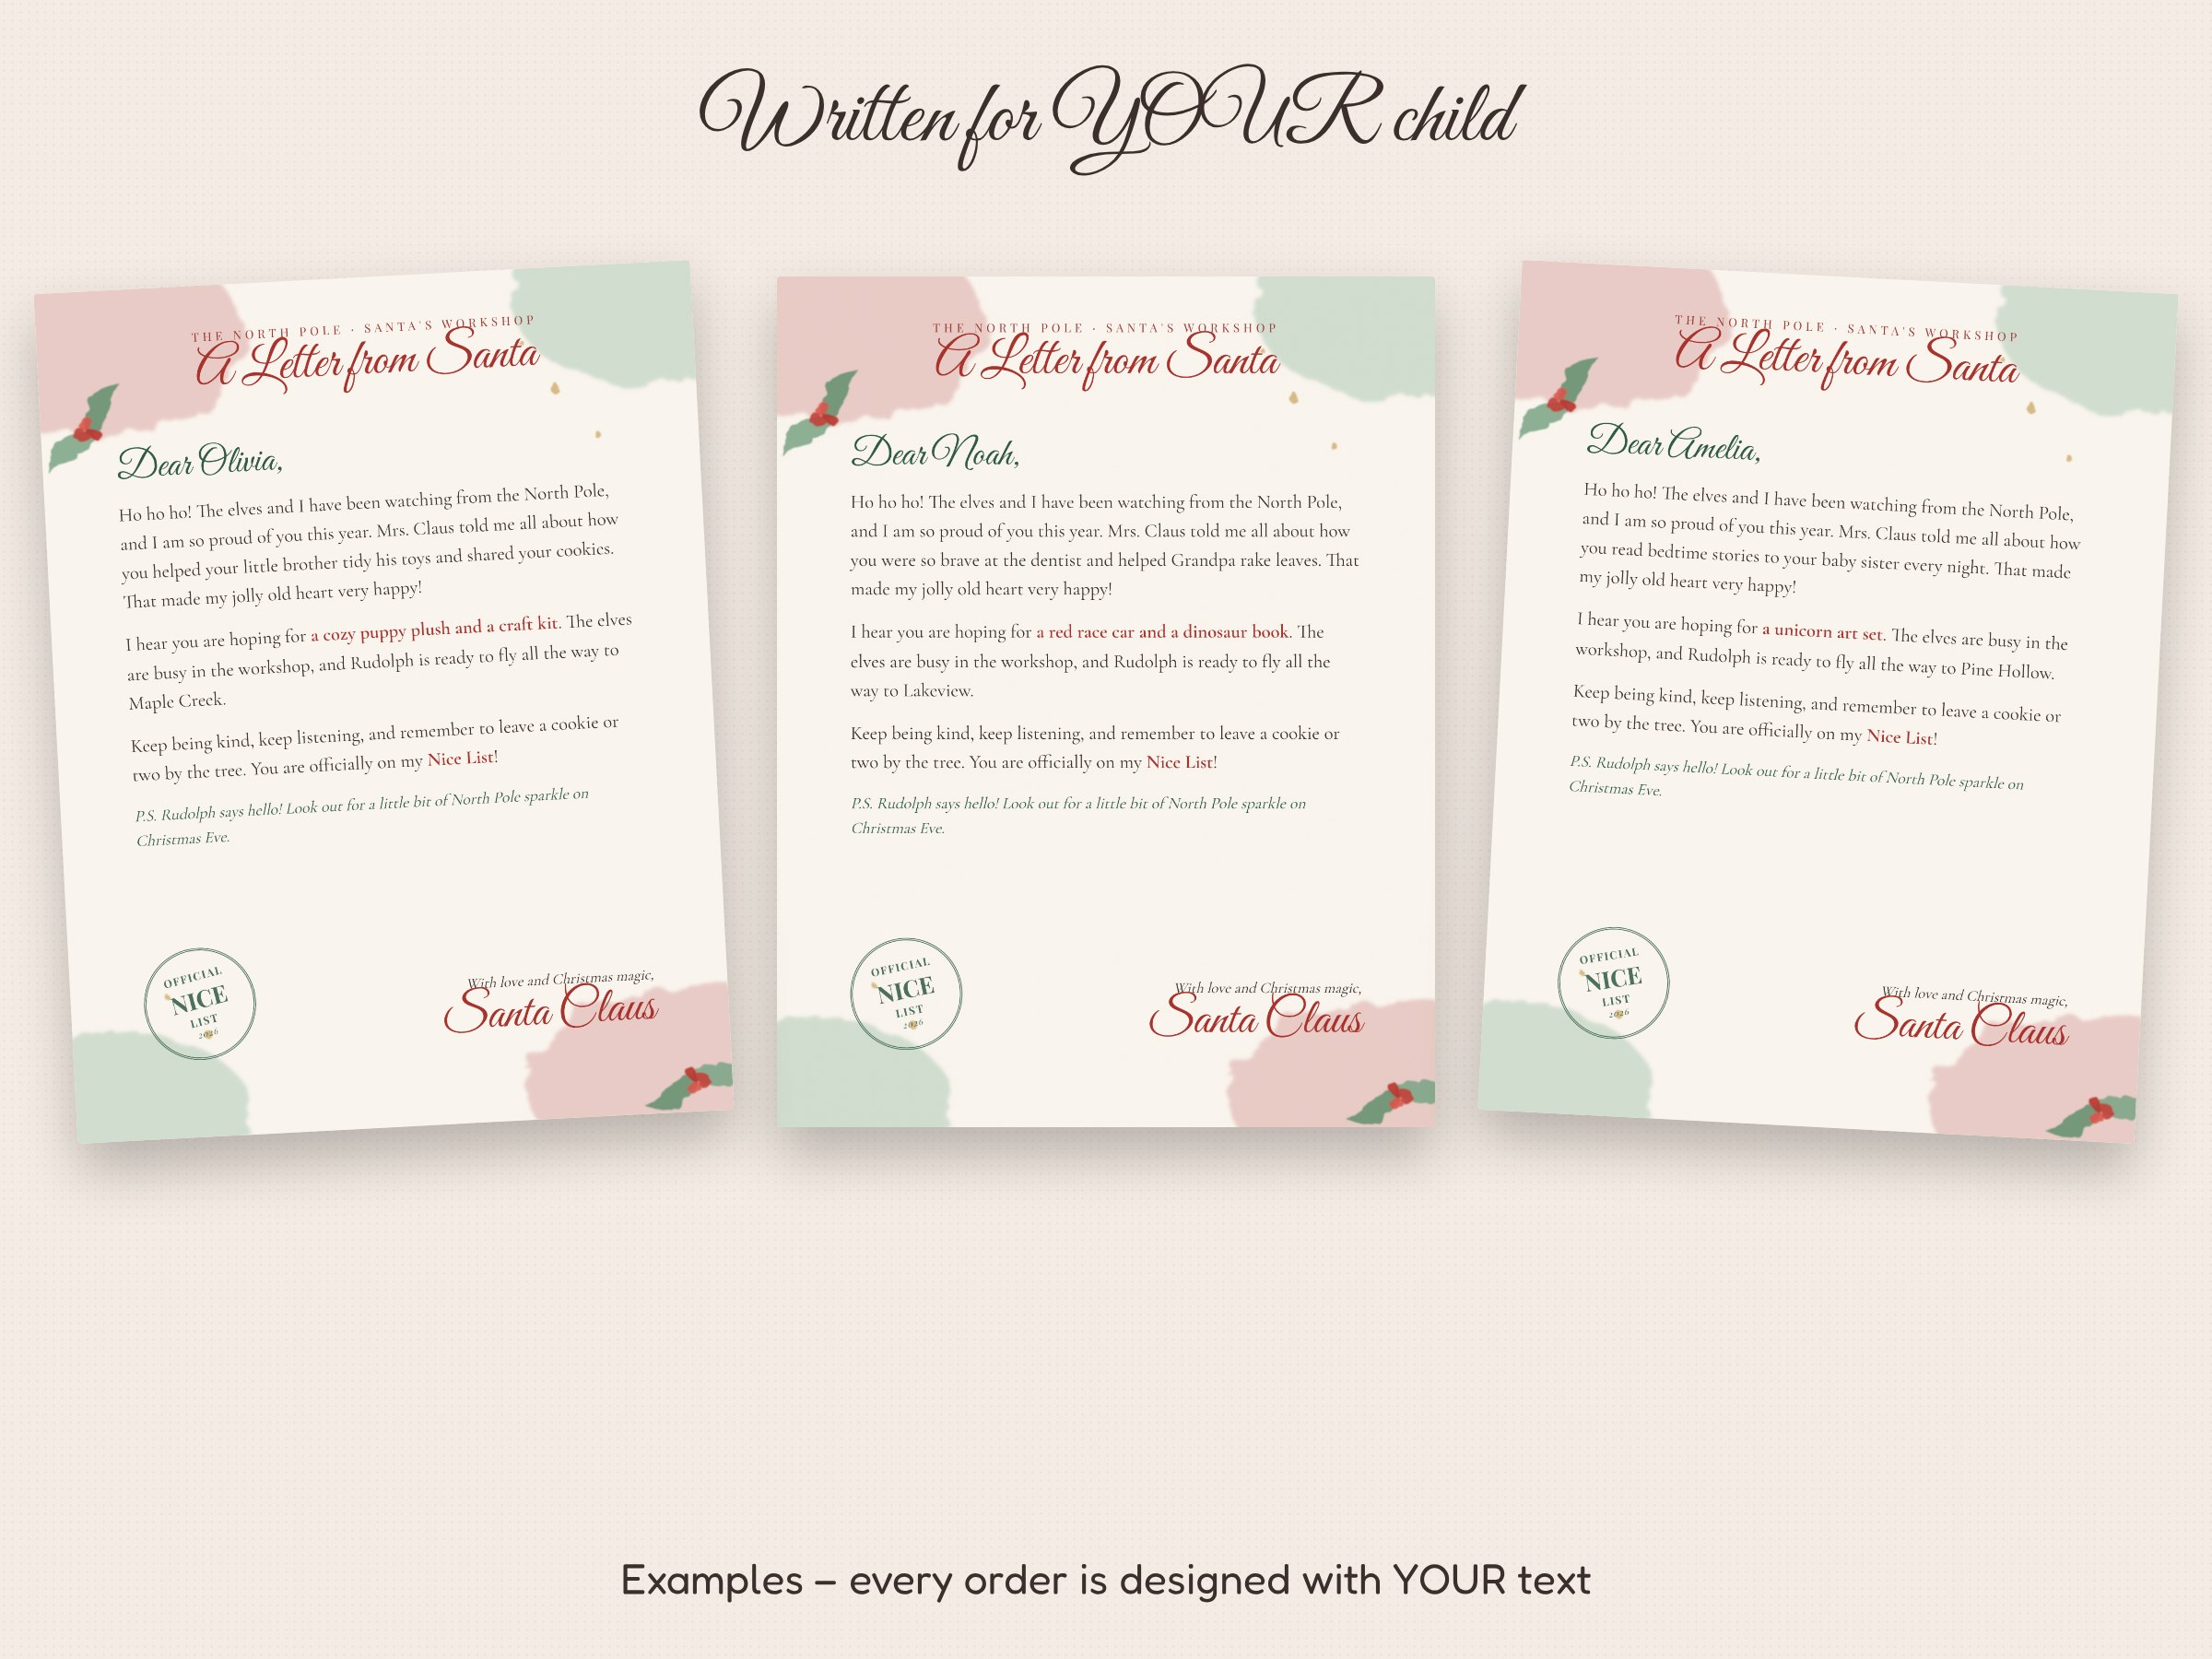 Written for YOUR child
THE NORTH POLE · SANTA'S WORKSHOP
A Letter from Santa
Dear Olivia,
Ho ho ho! The elves and I have been watching from the North Pole,
and I am so proud of you this year. Mrs. Claus told me all about how
you helped your little brother tidy his toys and shared your cookies.
That made my jolly old heart very happy!
I hear you are hoping for a cozy puppy plush and a craft kit. The elves
are busy in the workshop, and Rudolph is ready to fly all the way to
Maple Creek.
Keep being kind, keep listening, and remember to leave a cookie or
two by the tree. You are officially on my Nice List!
P.S. Rudolph says hello! Look out for a little bit of North Pole sparkle on
Christmas Eve.
OFFICIAL
NICE
LIST
2026
With love and Christmas magic,
Santa Claus
THE NORTH POLE · SANTA'S WORKSHOP
A Letter from Santa
Dear Noah,
Ho ho ho! The elves and I have been watching from the North Pole,
and I am so proud of you this year. Mrs. Claus told me all about how
you were so brave at the dentist and helped Grandpa rake leaves. That
made my jolly old heart very happy!
I hear you are hoping for a red race car and a dinosaur book. The
elves are busy in the workshop, and Rudolph is ready to fly all the
way to Lakeview.
Keep being kind, keep listening, and remember to leave a cookie or
two by the tree. You are officially on my Nice List!
P.S. Rudolph says hello! Look out for a little bit of North Pole sparkle on
Christmas Eve.
OFFICIAL
NICE
LIST
2026
With love and Christmas magic,
Santa Claus
THE NORTH POLE · SANTA'S WORKSHOP
A Letter from Santa
Dear Amelia,
Ho ho ho! The elves and I have been watching from the North Pole,
and I am so proud of you this year. Mrs. Claus told me all about how
you read bedtime stories to your baby sister every night. That made
my jolly old heart very happy!
I hear you are hoping for a unicorn art set. The elves are busy in the
workshop, and Rudolph is ready to fly all the way to Pine Hollow.
Keep being kind, keep listening, and remember to leave a cookie or
two by the tree. You are officially on my Nice List!
P.S. Rudolph says hello! Look out for a little bit of North Pole sparkle on
Christmas Eve.
OFFICIAL
NICE
LIST
2026
With love and Christmas magic,
Santa Claus
Examples – every order is designed with YOUR text